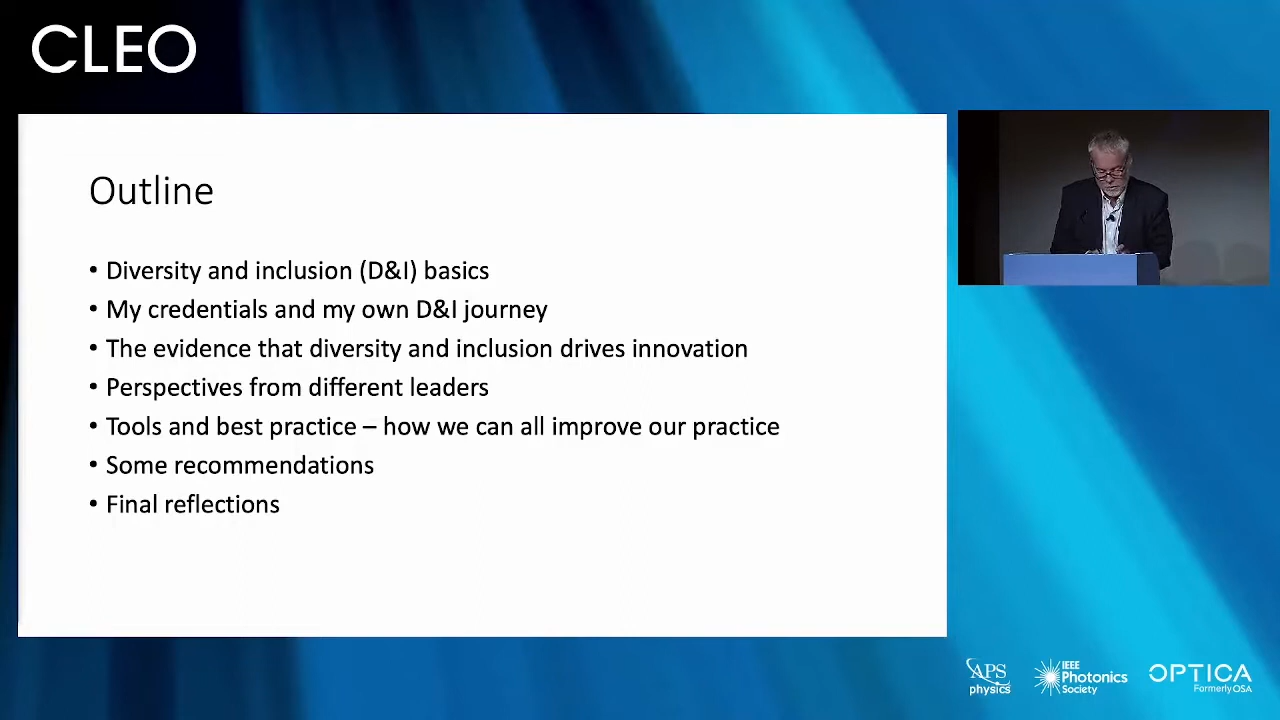 CLEO
Outline
• Diversity and inclusion (D&I) basics
• My credentials and my own D&I journey
• The evidence that diversity and inclusion drives innovation
• Perspectives from different leaders
• Tools and best practice – how we can all improve our practice
• Some recommendations
• Final reflections
APS
physics
IEEE
Photonics
Society
OPTICA
Formerly OSA